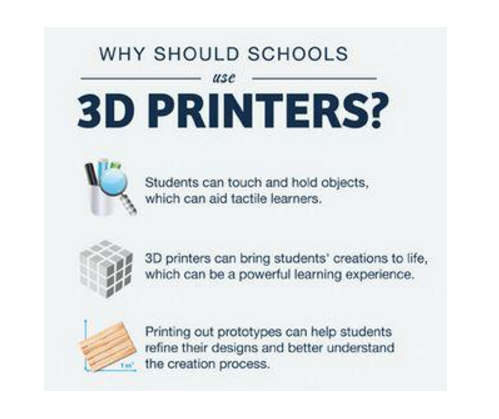 WHY SHOULD SCHOOLS
use
3D PRINTERS?
Students can touch and hold objects,
which can aid tactile learners.
3D printers can bring students' creations to life,
which can be a powerful learning experience.
Printing out prototypes can help students
refine their designs and better understand
the creation process.
1m²